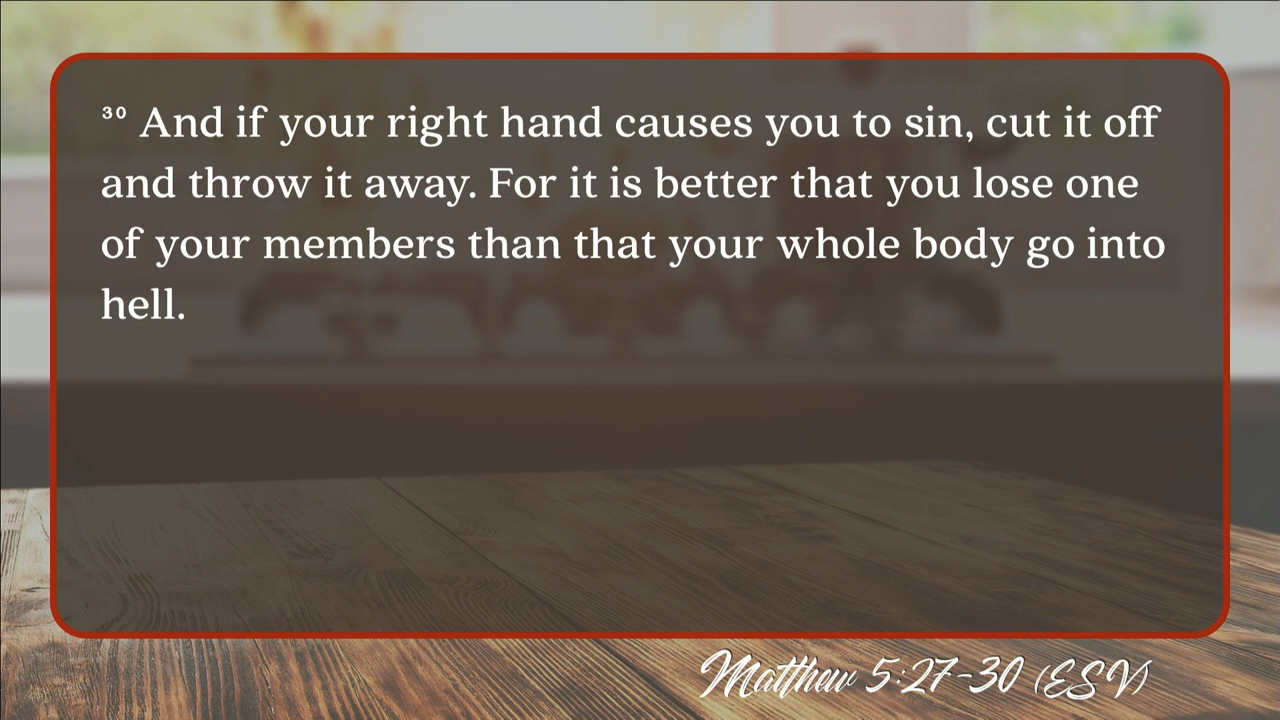 ³⁰ And if your right hand causes you to sin, cut it off
and throw it away. For it is better that you lose one
of your members than that your whole body go into
hell.
Matthew 5:27-30 (ESV)